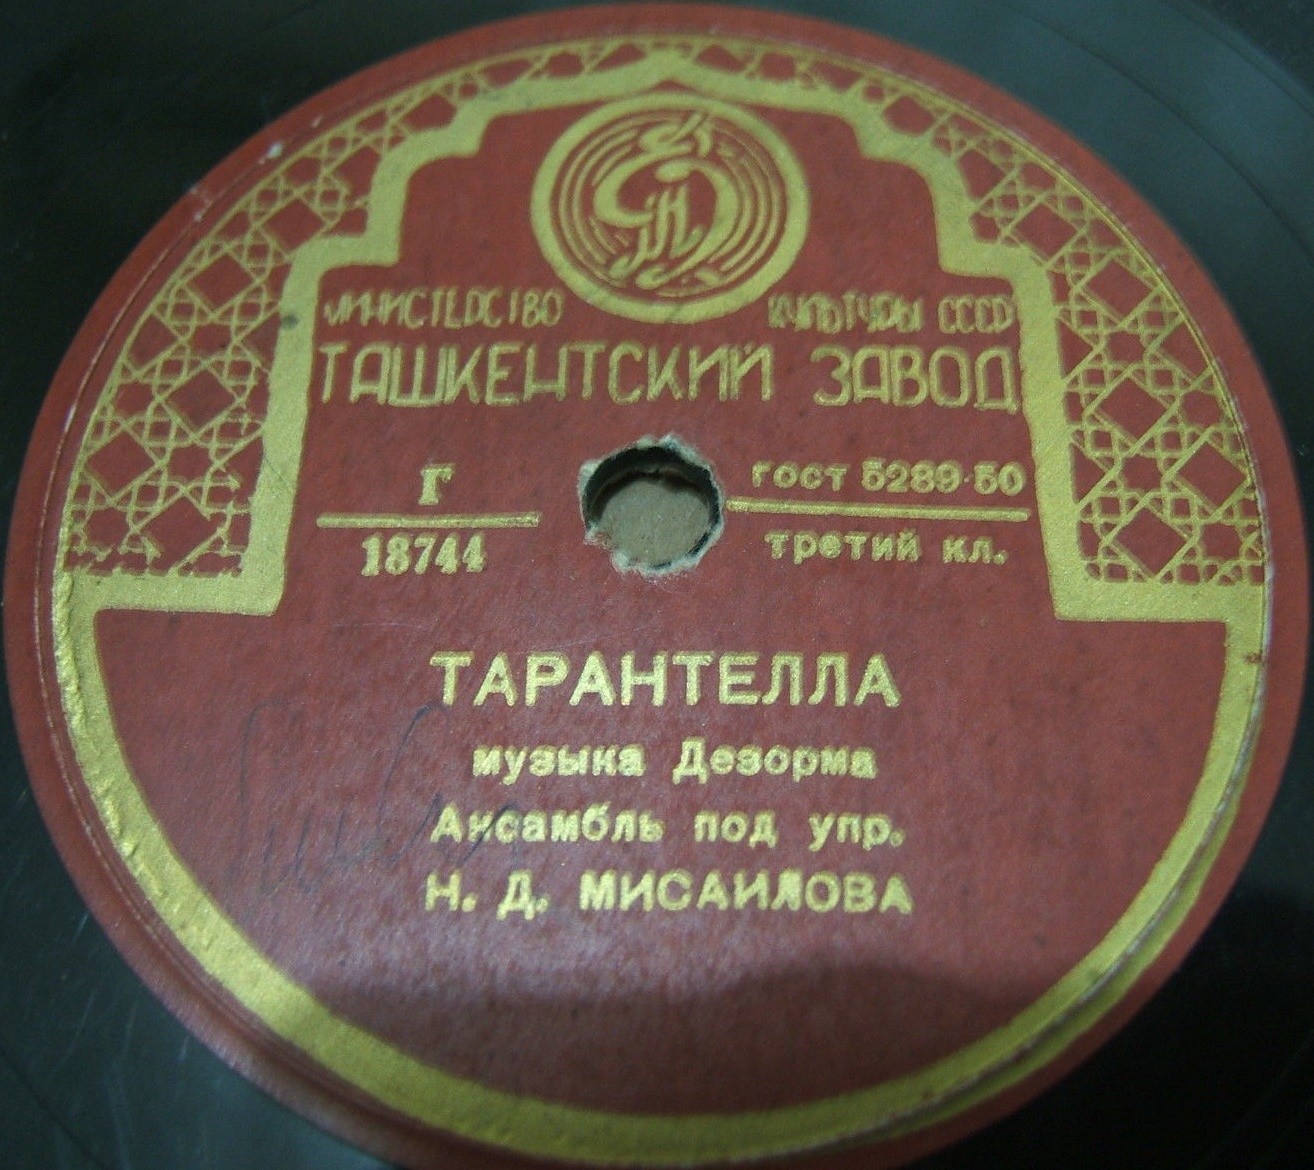 МИНИСТЕРСТВО КУЛЬТУРЫ СССР
ТАШКЕНТСКИЙ ЗАВОД
Г
18744
гост 5289-50
третий кл.
ТАРАНТЕЛЛА
музыка Дезорма
Ансамбль под упр.
Н. Д. МИСАИЛОВА